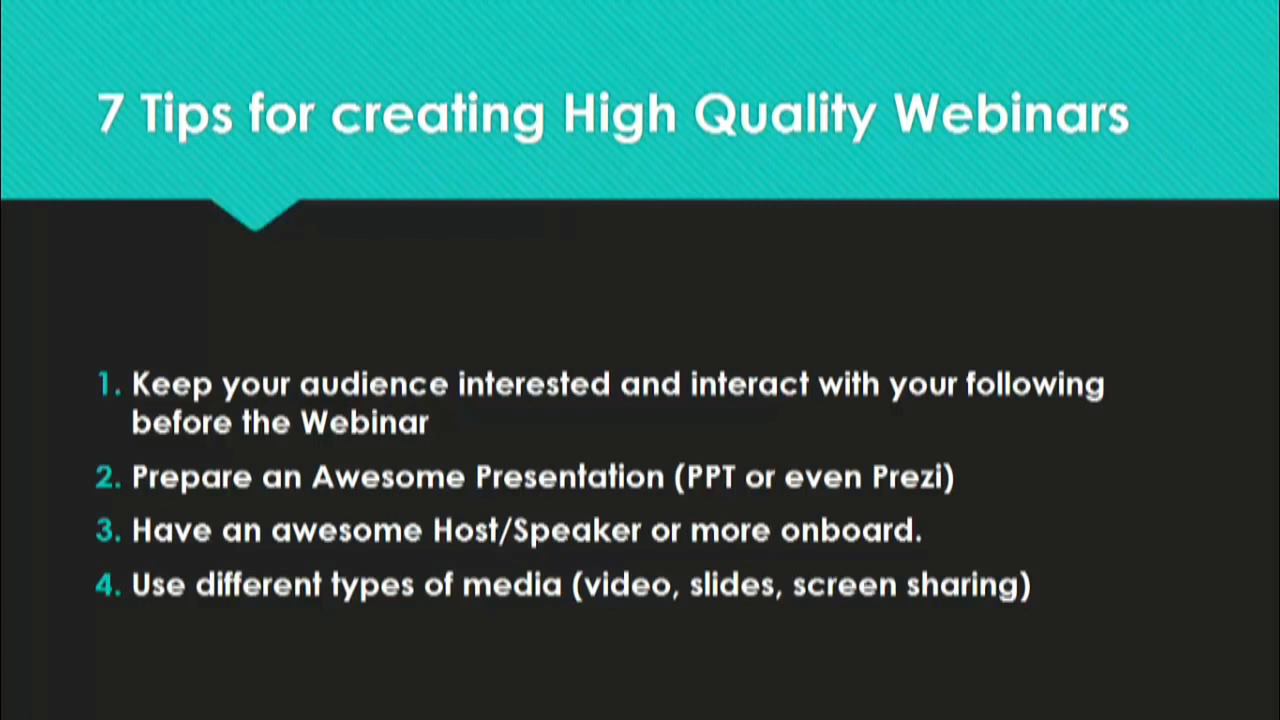 7 Tips for creating High Quality Webinars
1. Keep your audience interested and interact with your following
before the Webinar
2. Prepare an Awesome Presentation (PPT or even Prezi)
3. Have an awesome Host/Speaker or more onboard.
4. Use different types of media (video, slides, screen sharing)